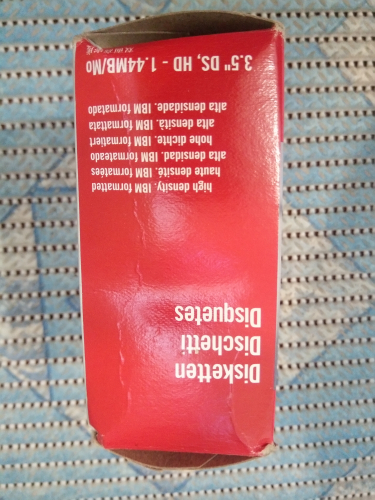 Disketten
Dischetti
Disquetes
high density. IBM formatted
haute densité. IBM formatées
alta densidad. IBM formateado
hohe dichte. IBM formatiert
alta densità. IBM formattata
alta densidade. IBM formatado
3.5" DS, HD - 1.44MB/Mo